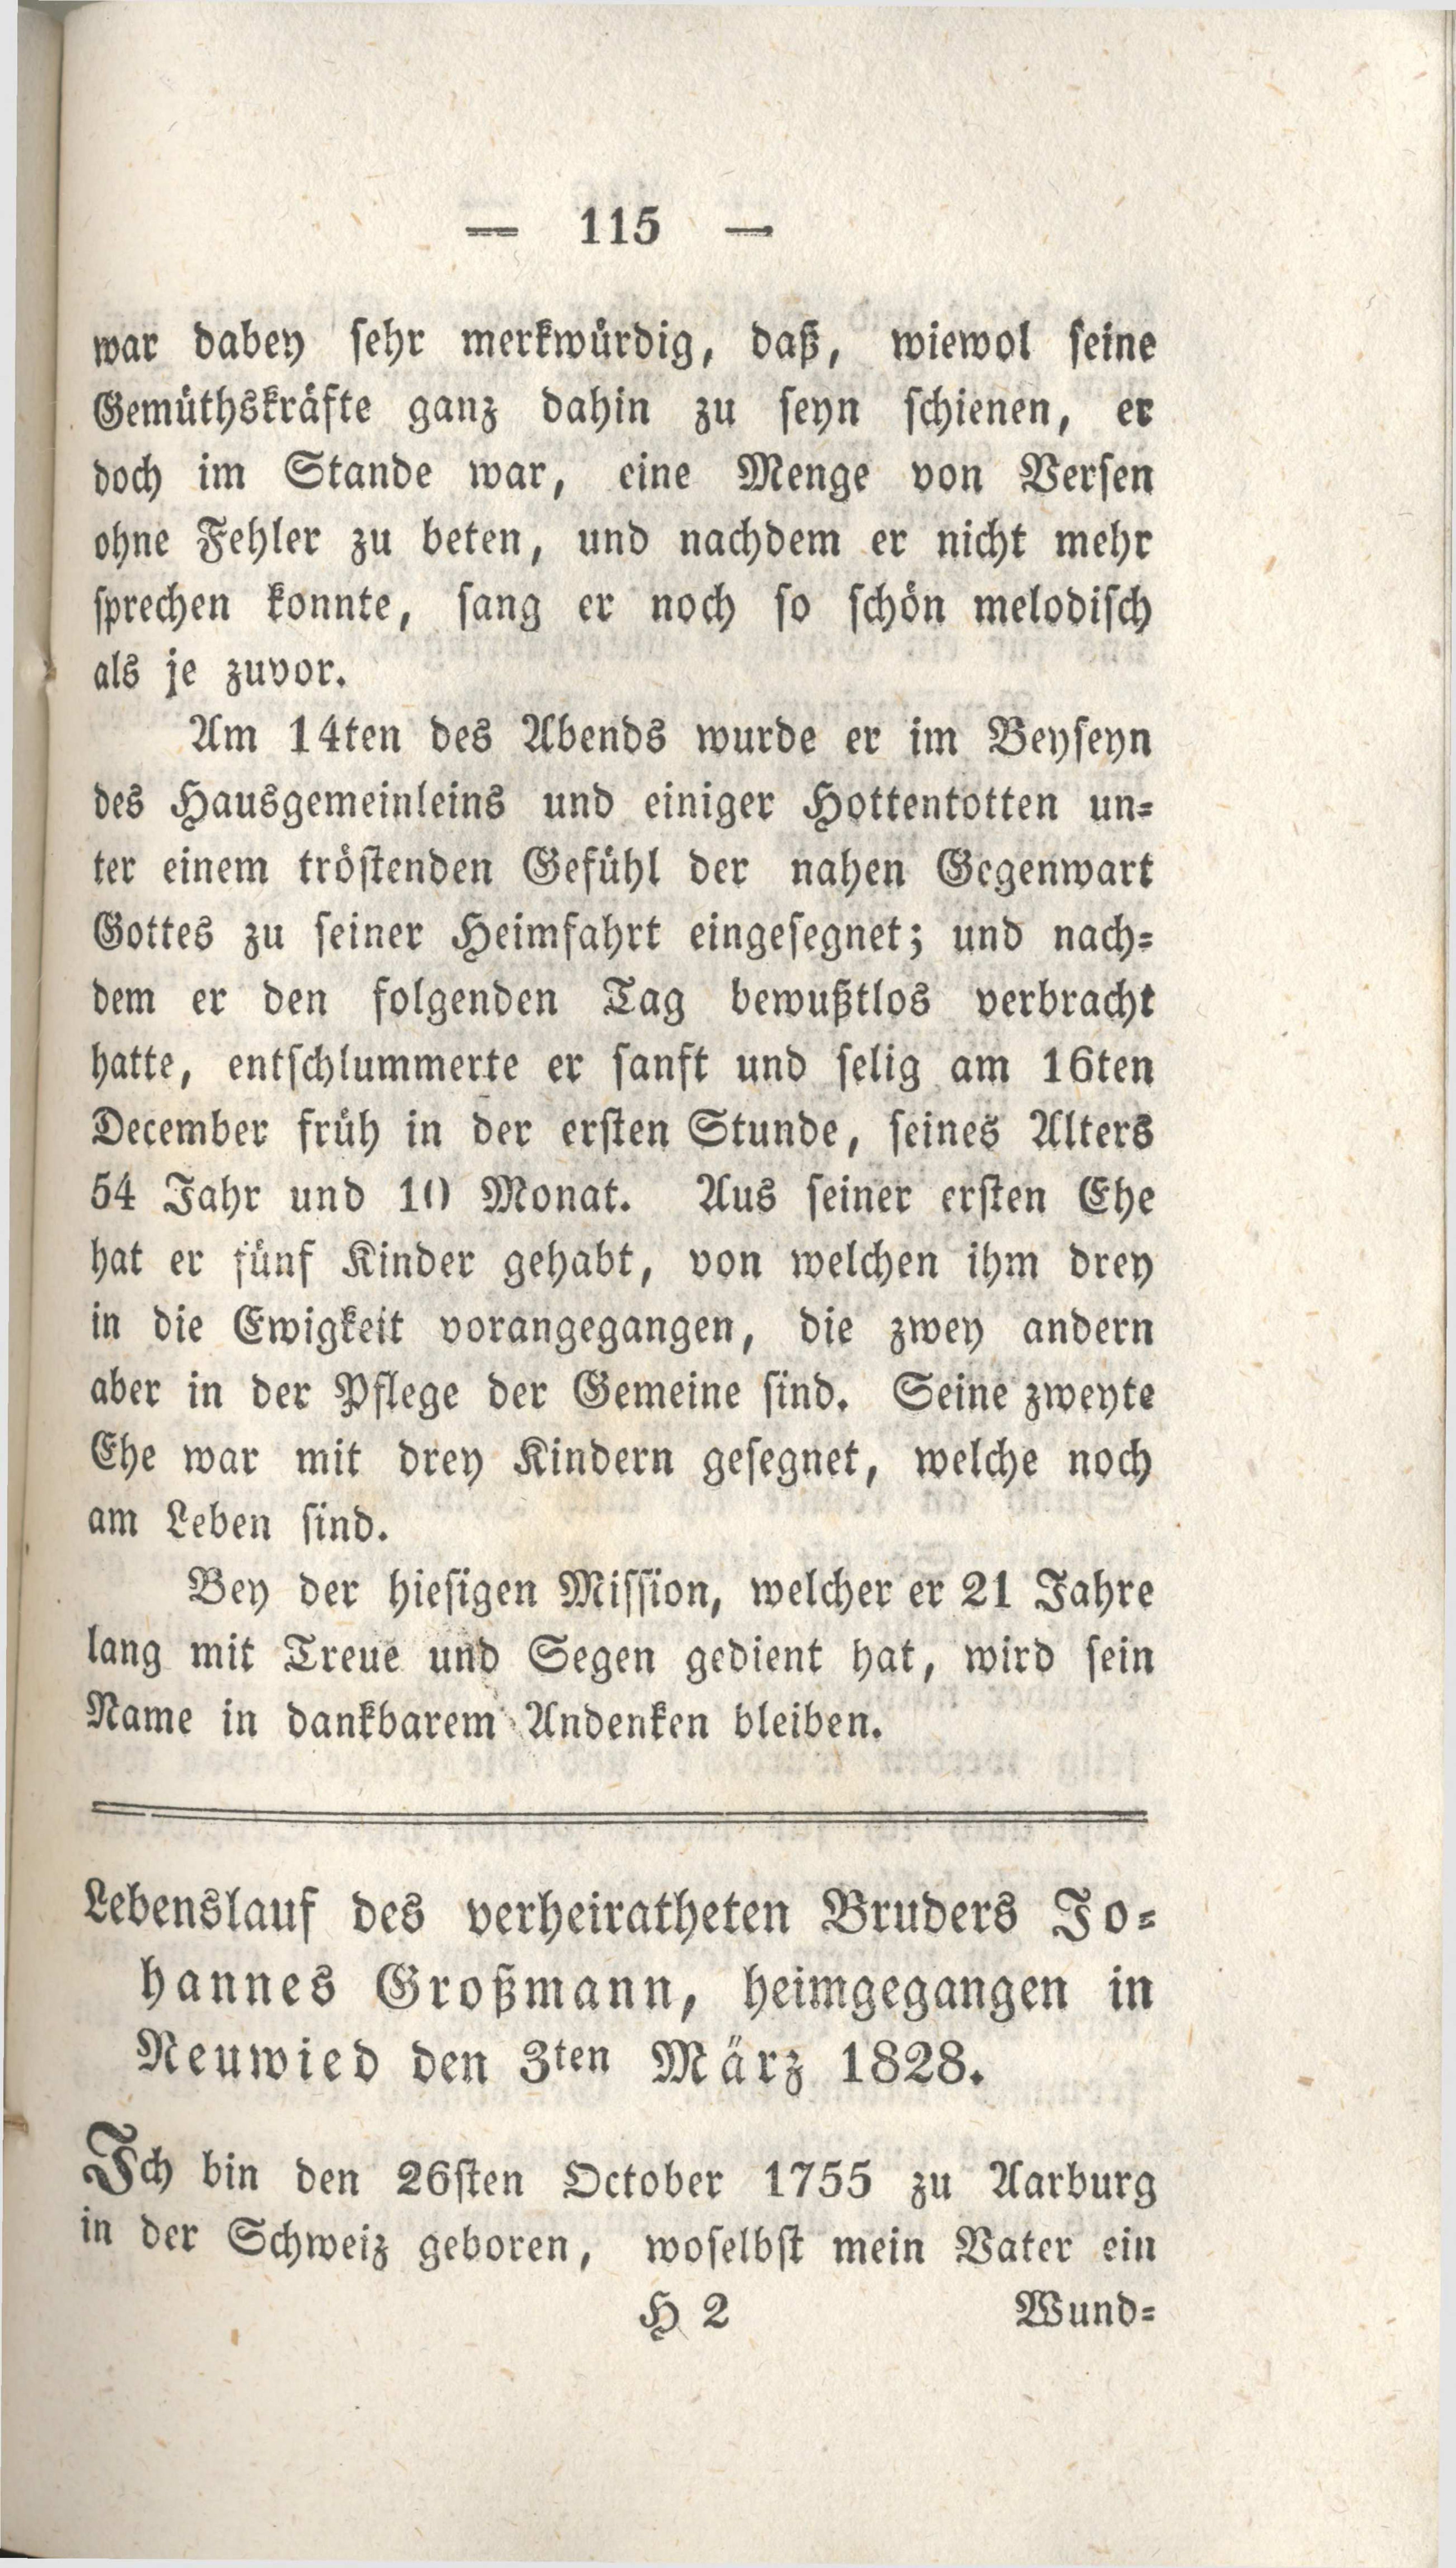 — 115 —
war dabey sehr merkwürdig, daß, wiewol seine
Gemüthskräfte ganz dahin zu seyn schienen, er
doch im Stande war, eine Menge von Versen
ohne Fehler zu beten, und nachdem er nicht mehr
sprechen konnte, sang er noch so schön melodisch
als je zuvor.
Am 14ten des Abends wurde er im Beyseyn
des Hausgemeinleins und einiger Hottentotten un=
ter einem tröstenden Gefühl der nahen Gegenwart
Gottes zu seiner Heimfahrt eingesegnet; und nach=
dem er den folgenden Tag bewußtlos verbracht
hatte, entschlummerte er sanft und selig am 16ten
December früh in der ersten Stunde, seines Alters
54 Jahr und 10 Monat. Aus seiner ersten Ehe
hat er fünf Kinder gehabt, von welchen ihm drey
in die Ewigkeit vorangegangen, die zwey andern
aber in der Pflege der Gemeine sind. Seine zweyte
Ehe war mit drey Kindern gesegnet, welche noch
am Leben sind.
Bey der hiesigen Mission, welcher er 21 Jahre
lang mit Treue und Segen gedient hat, wird sein
Name in dankbarem Andenken bleiben.
Lebenslauf des verheiratheten Bruders Jo=
hannes Großmann, heimgegangen in
Neuwied den 3ten März 1828.
Ich bin den 26sten October 1755 zu Aarburg
in der Schweiz geboren, woselbst mein Vater ein
H 2 Wund=